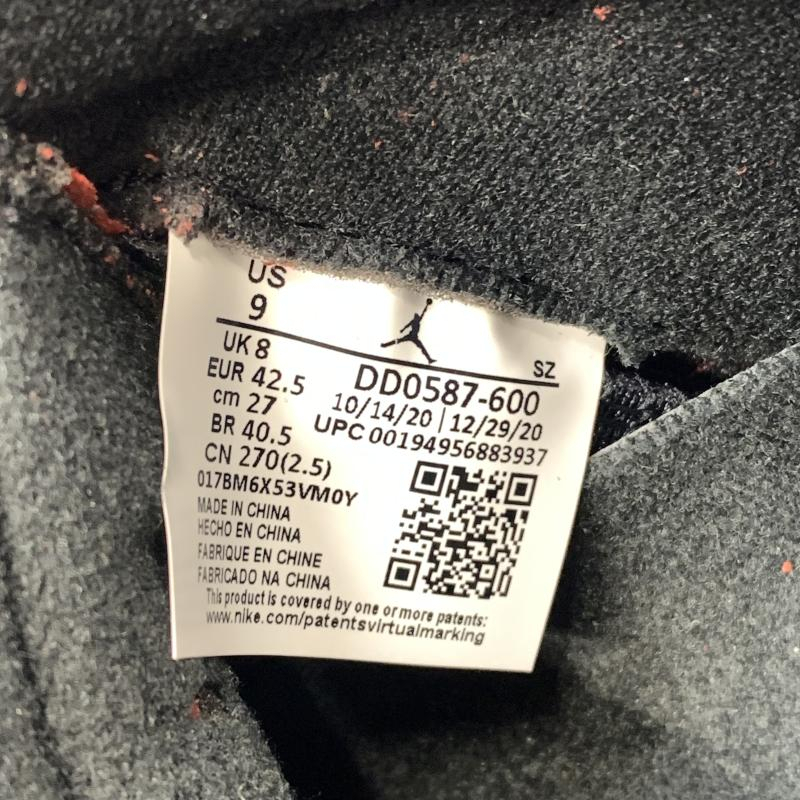 US
9
SZ
UK 8
EUR 42.5
cm 27
BR 40.5
CN 270(2.5)
017BM6X53VM0Y
DD0587-600
10/14/20 | 12/29/20
UPC 00194956883937
MADE IN CHINA
HECHO EN CHINA
FABRIQUE EN CHINE
FABRICADO NA CHINA
This product is covered by one or more patents:
www.nike.com/patentsvirtualmarking